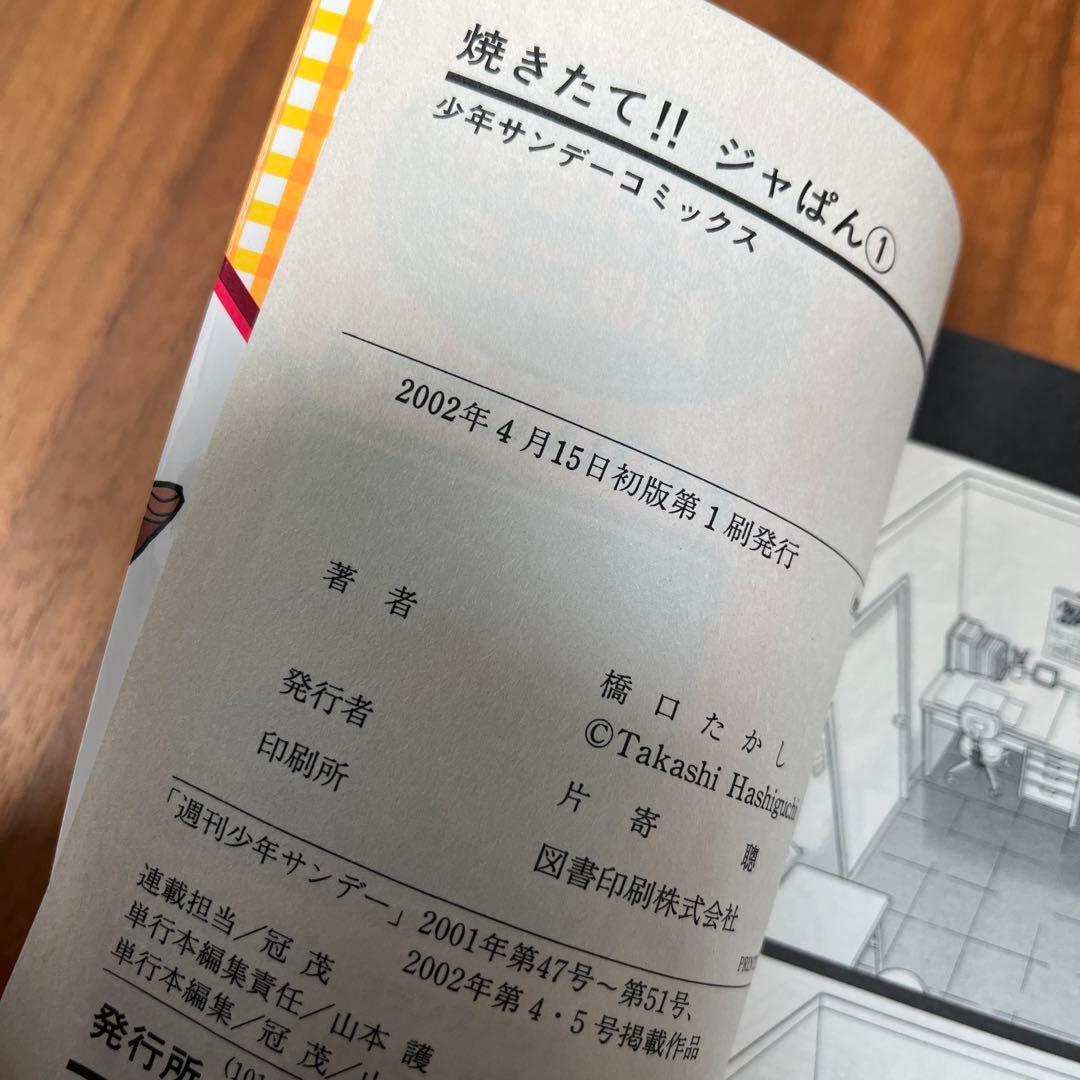 焼きたて!! ジャぱん①
少年サンデーコミックス
2002年4月15日初版第1刷発行
著者
橋口たかし
©Takashi Hashiguchi
発行者
片寄聰
印刷所
図書印刷株式会社
「週刊少年サンデー」2001年第47号～第51号、
2002年第4・5号掲載作品
連載担当/冠茂
単行本編集責任/山本護
単行本編集/冠茂/
発行所
(101